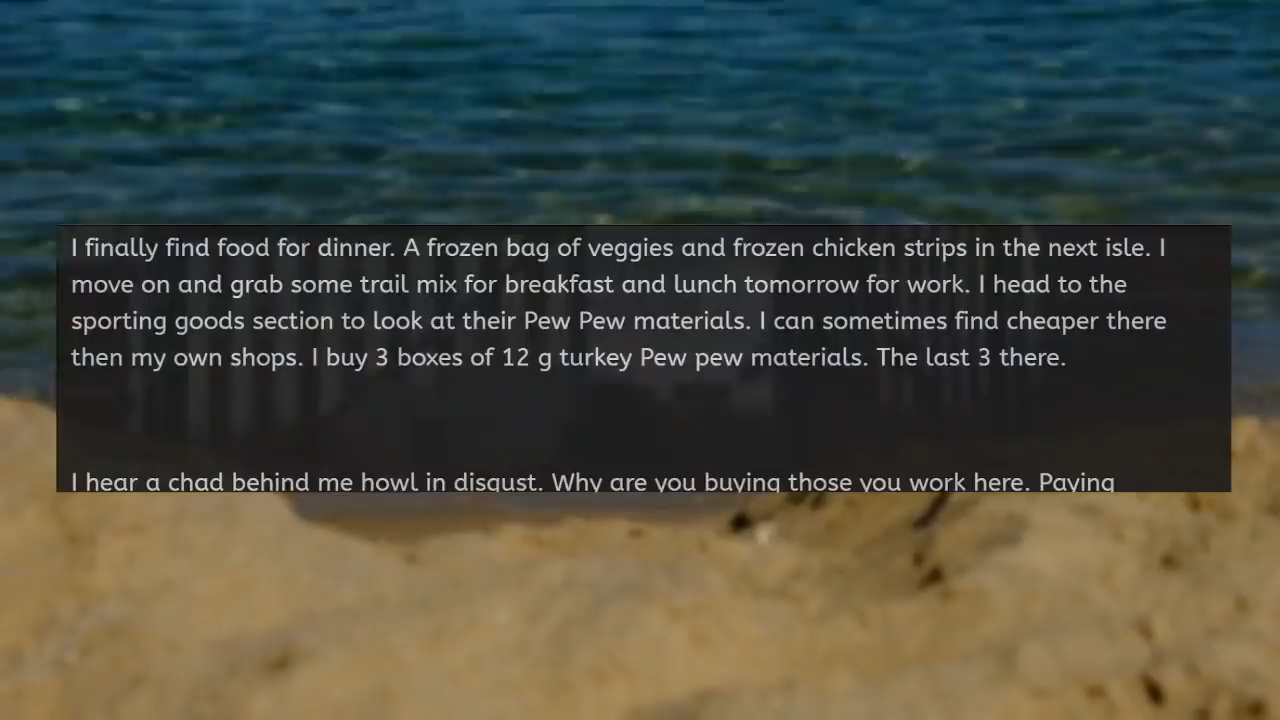 I finally find food for dinner. A frozen bag of veggies and frozen chicken strips in the next isle. I
move on and grab some trail mix for breakfast and lunch tomorrow for work. I head to the
sporting goods section to look at their Pew Pew materials. I can sometimes find cheaper there
then my own shops. I buy 3 boxes of 12 g turkey Pew pew materials. The last 3 there.
I hear a chad behind me howl in disgust. Why are you buying those you work here. Paying